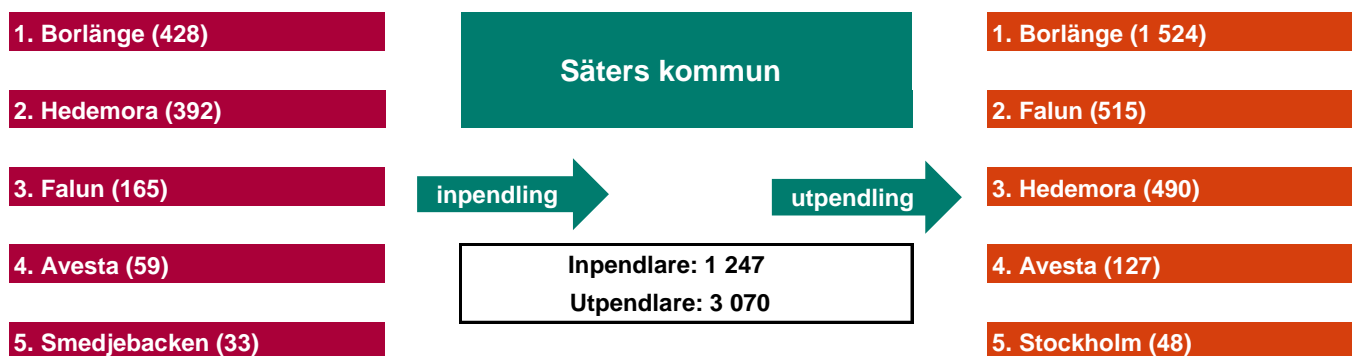 1. Borlänge (428)
2. Hedemora (392)
3. Falun (165)
4. Avesta (59)
5. Smedjebacken (33)
Säters kommun
inpendling
utpendling
Inpendlare: 1 247
Utpendlare: 3 070
1. Borlänge (1 524)
2. Falun (515)
3. Hedemora (490)
4. Avesta (127)
5. Stockholm (48)